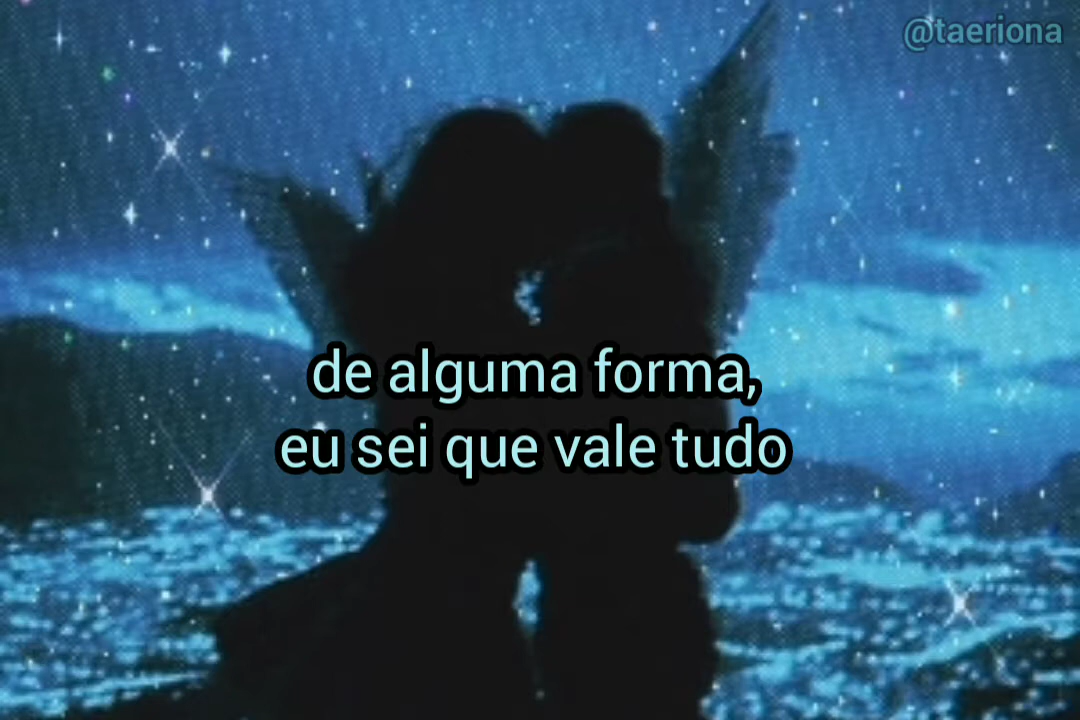 @taeriona
de alguma forma,
eu sei que vale tudo